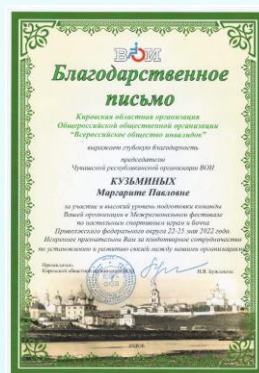 ВОИ
Благодарственное
письмо
Кировская областная организация
Общероссийской общественной организации
"Всероссийское общество инвалидов"
выражает глубокую благодарность
председателю
Чувашской республиканской организации ВОИ
КУЗЬМИНЫХ
Маргарите Павловне
за участие и высокий уровень подготовки команды
Вашей организации в Межрегиональном фестивале
по настольным спортивным играм и бочча
Приволжского федерального округа 22-25 мая 2022 года.
Искренне признательны Вам за плодотворное сотрудничество
по установлению и развитию связей между нашими организациями.
Председатель
Кировской областной организации ВОИ